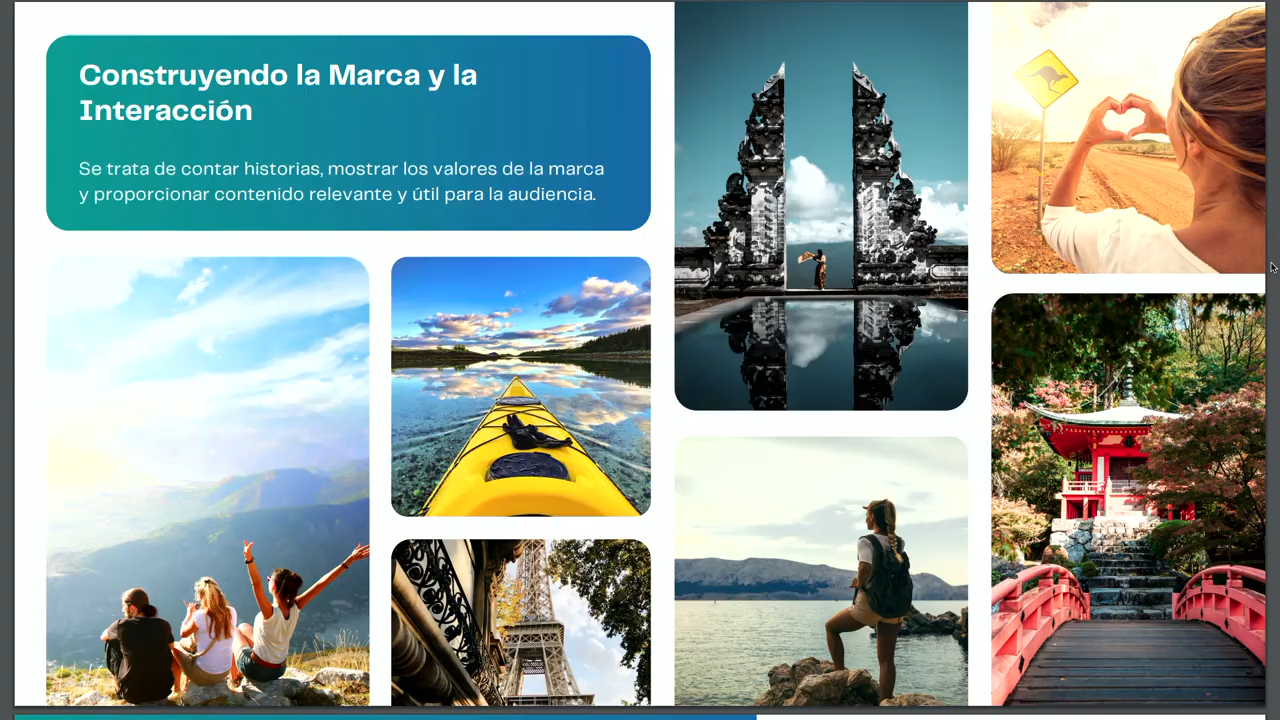 Construyendo la Marca y la
Interacción
Se trata de contar historias, mostrar los valores de la marca
y proporcionar contenido relevante y útil para la audiencia.